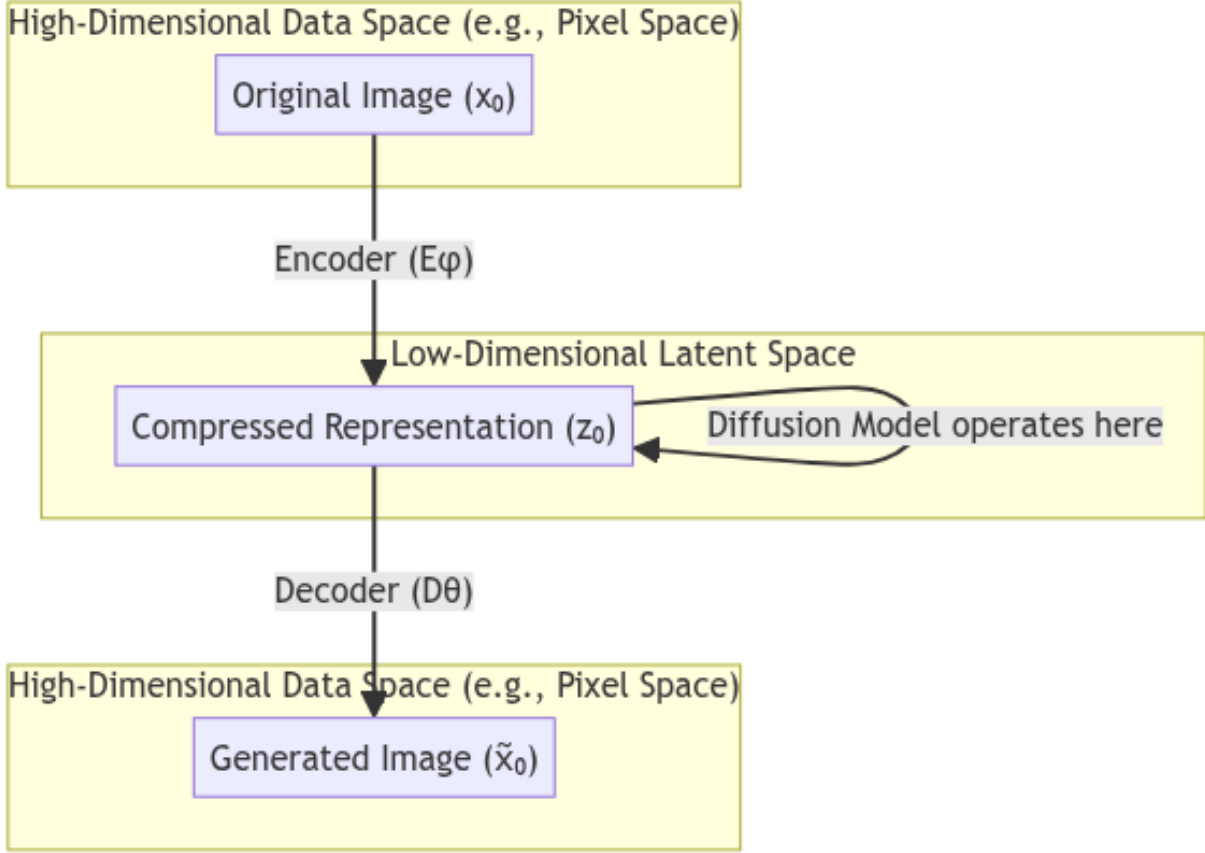 High-Dimensional Data Space (e.g., Pixel Space)
Original Image (x₀)
Encoder (Eφ)
Low-Dimensional Latent Space
Compressed Representation (z₀)
Diffusion Model operates here
Decoder (Dθ)
High-Dimensional Data Space (e.g., Pixel Space)
Generated Image (x̃₀)